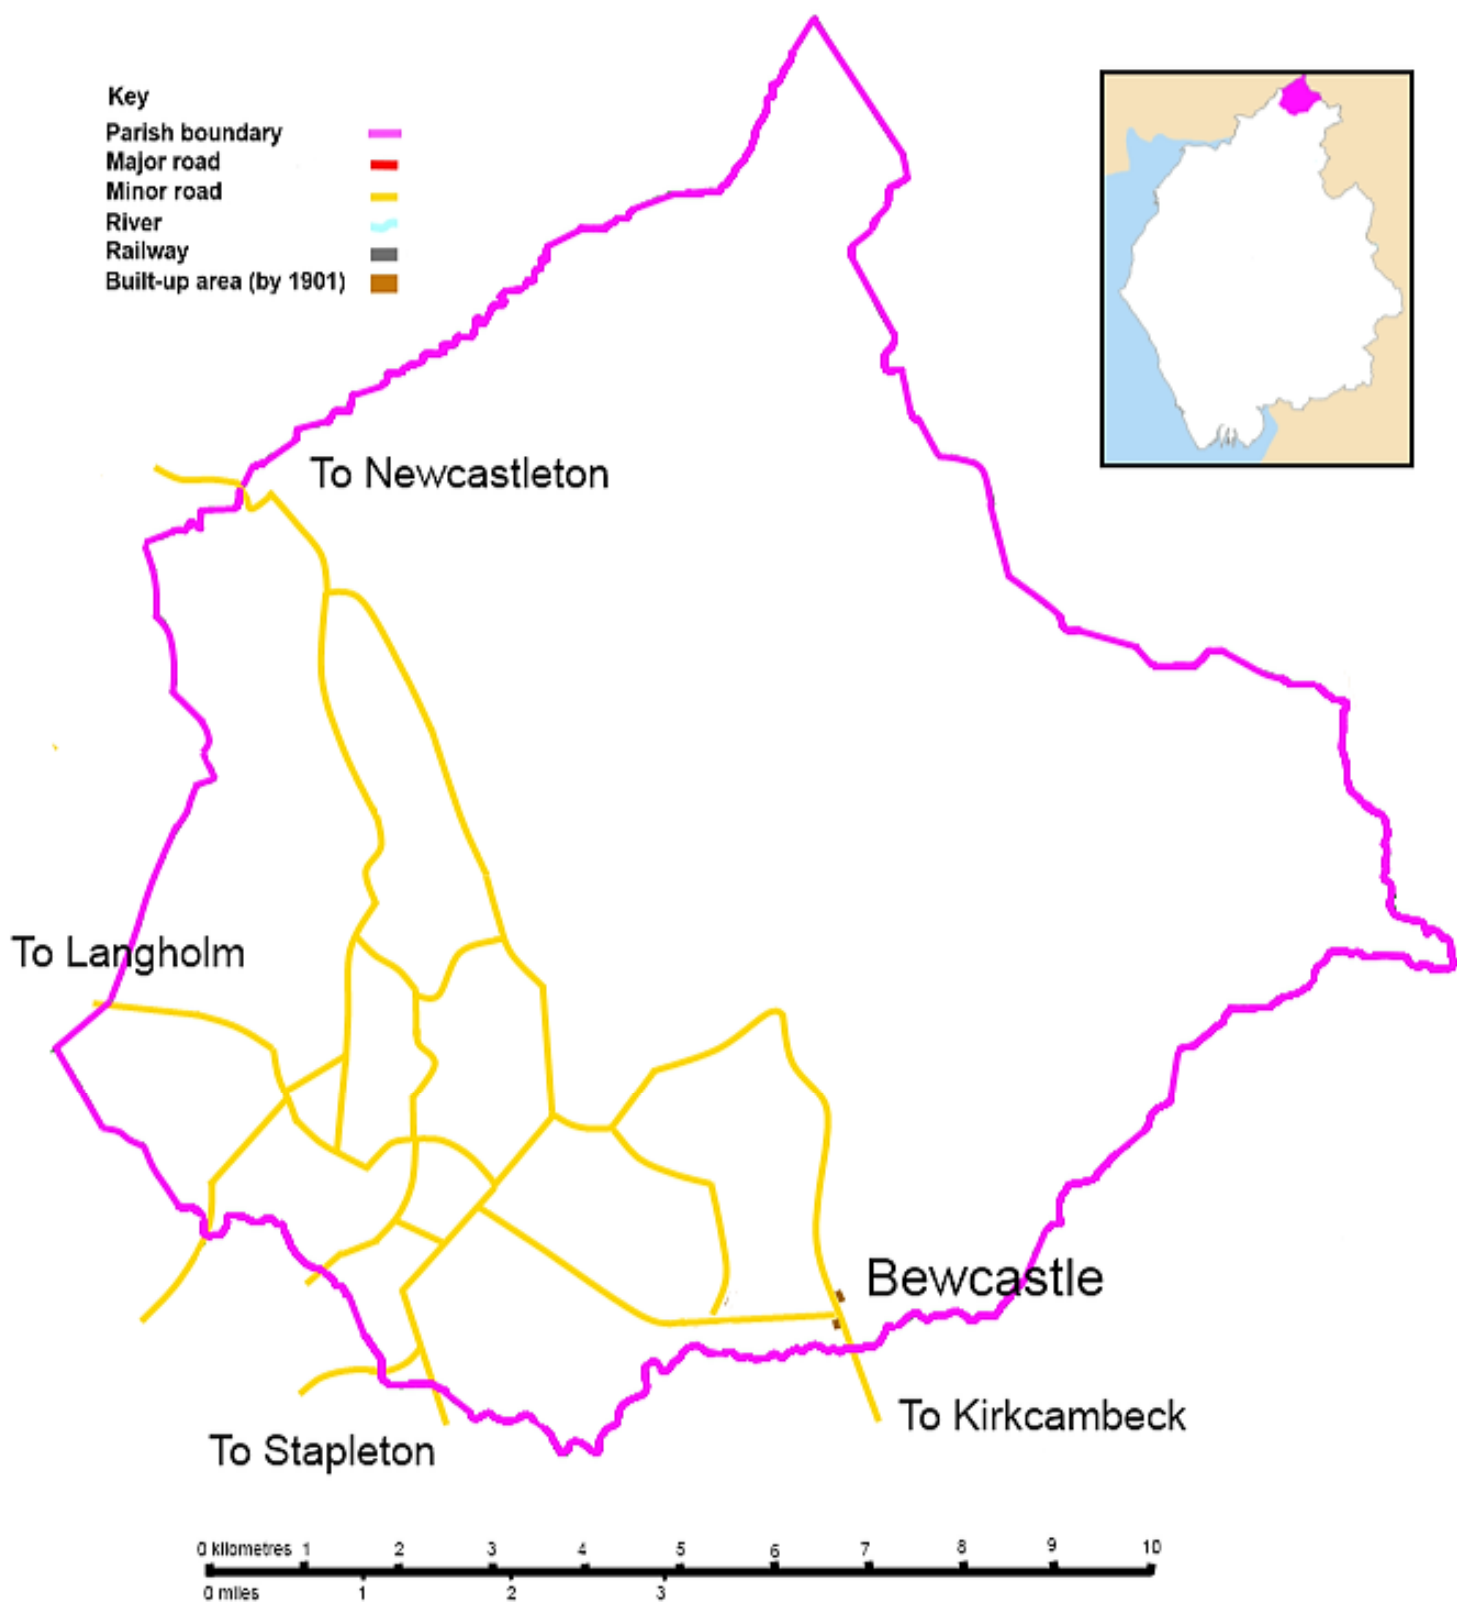 Key
Parish boundary
Major road
Minor road
River
Railway
Built-up area (by 1901)
To Newcastleton
To Langholm
Bewcastle
To Kirkcambeck
To Stapleton
0 kilometres 1 2 3 4 5 6 7 8 9 10
0 miles 1 2 3